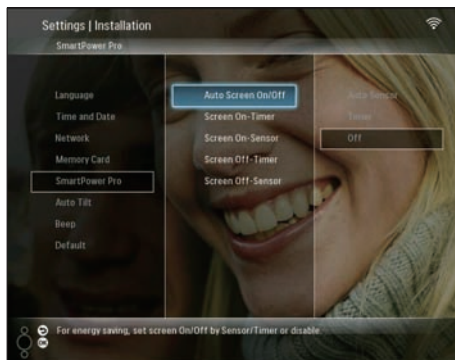 Settings | Installation
SmartPower Pro
Language
Time and Date
Network
Memory Card
SmartPower Pro
Auto Tilt
Beep
Default
Auto Screen On/Off
Screen On-Timer
Screen On-Sensor
Screen Off-Timer
Screen Off-Sensor
Auto Sensor
Timer
Off
For energy saving, set screen On/Off by Sensor/Timer or disable.
OK